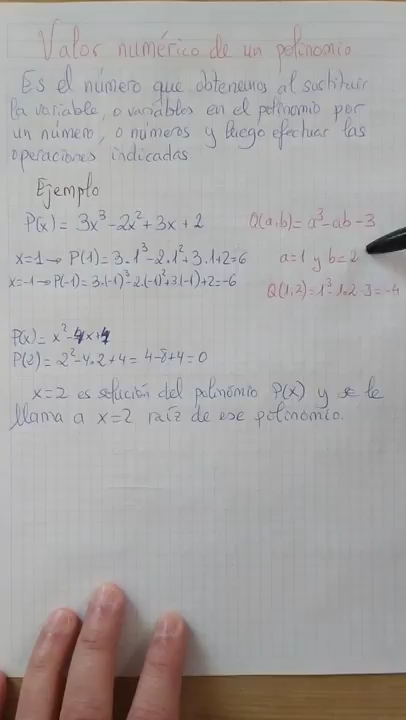 Valor numérico de un polinomio
Es el número que obtenemos al sustituir
la variable, o variables en el polinomio por
un número, o números y luego efectuar las
operaciones indicadas
Ejemplo
P(x) = 3x³-2x²+3x+2
Q(a,b) = a³-ab-3
x=1→ P(1) = 3·1³-2·1²+3·1+2=6
a=1 y b=2
x=-1→P(-1)=3·(-1)³-2·(-1)²+3(-1)+2=-6
Q(1,2)=1³-1·2-3=-4
P(x)= x²-4x+4
P(2) = 2²-4·2+4= 4-8+4=0
x=2 es solución del polinomio P(x) y se le
llama a x=2 raíz de ese polinomio.